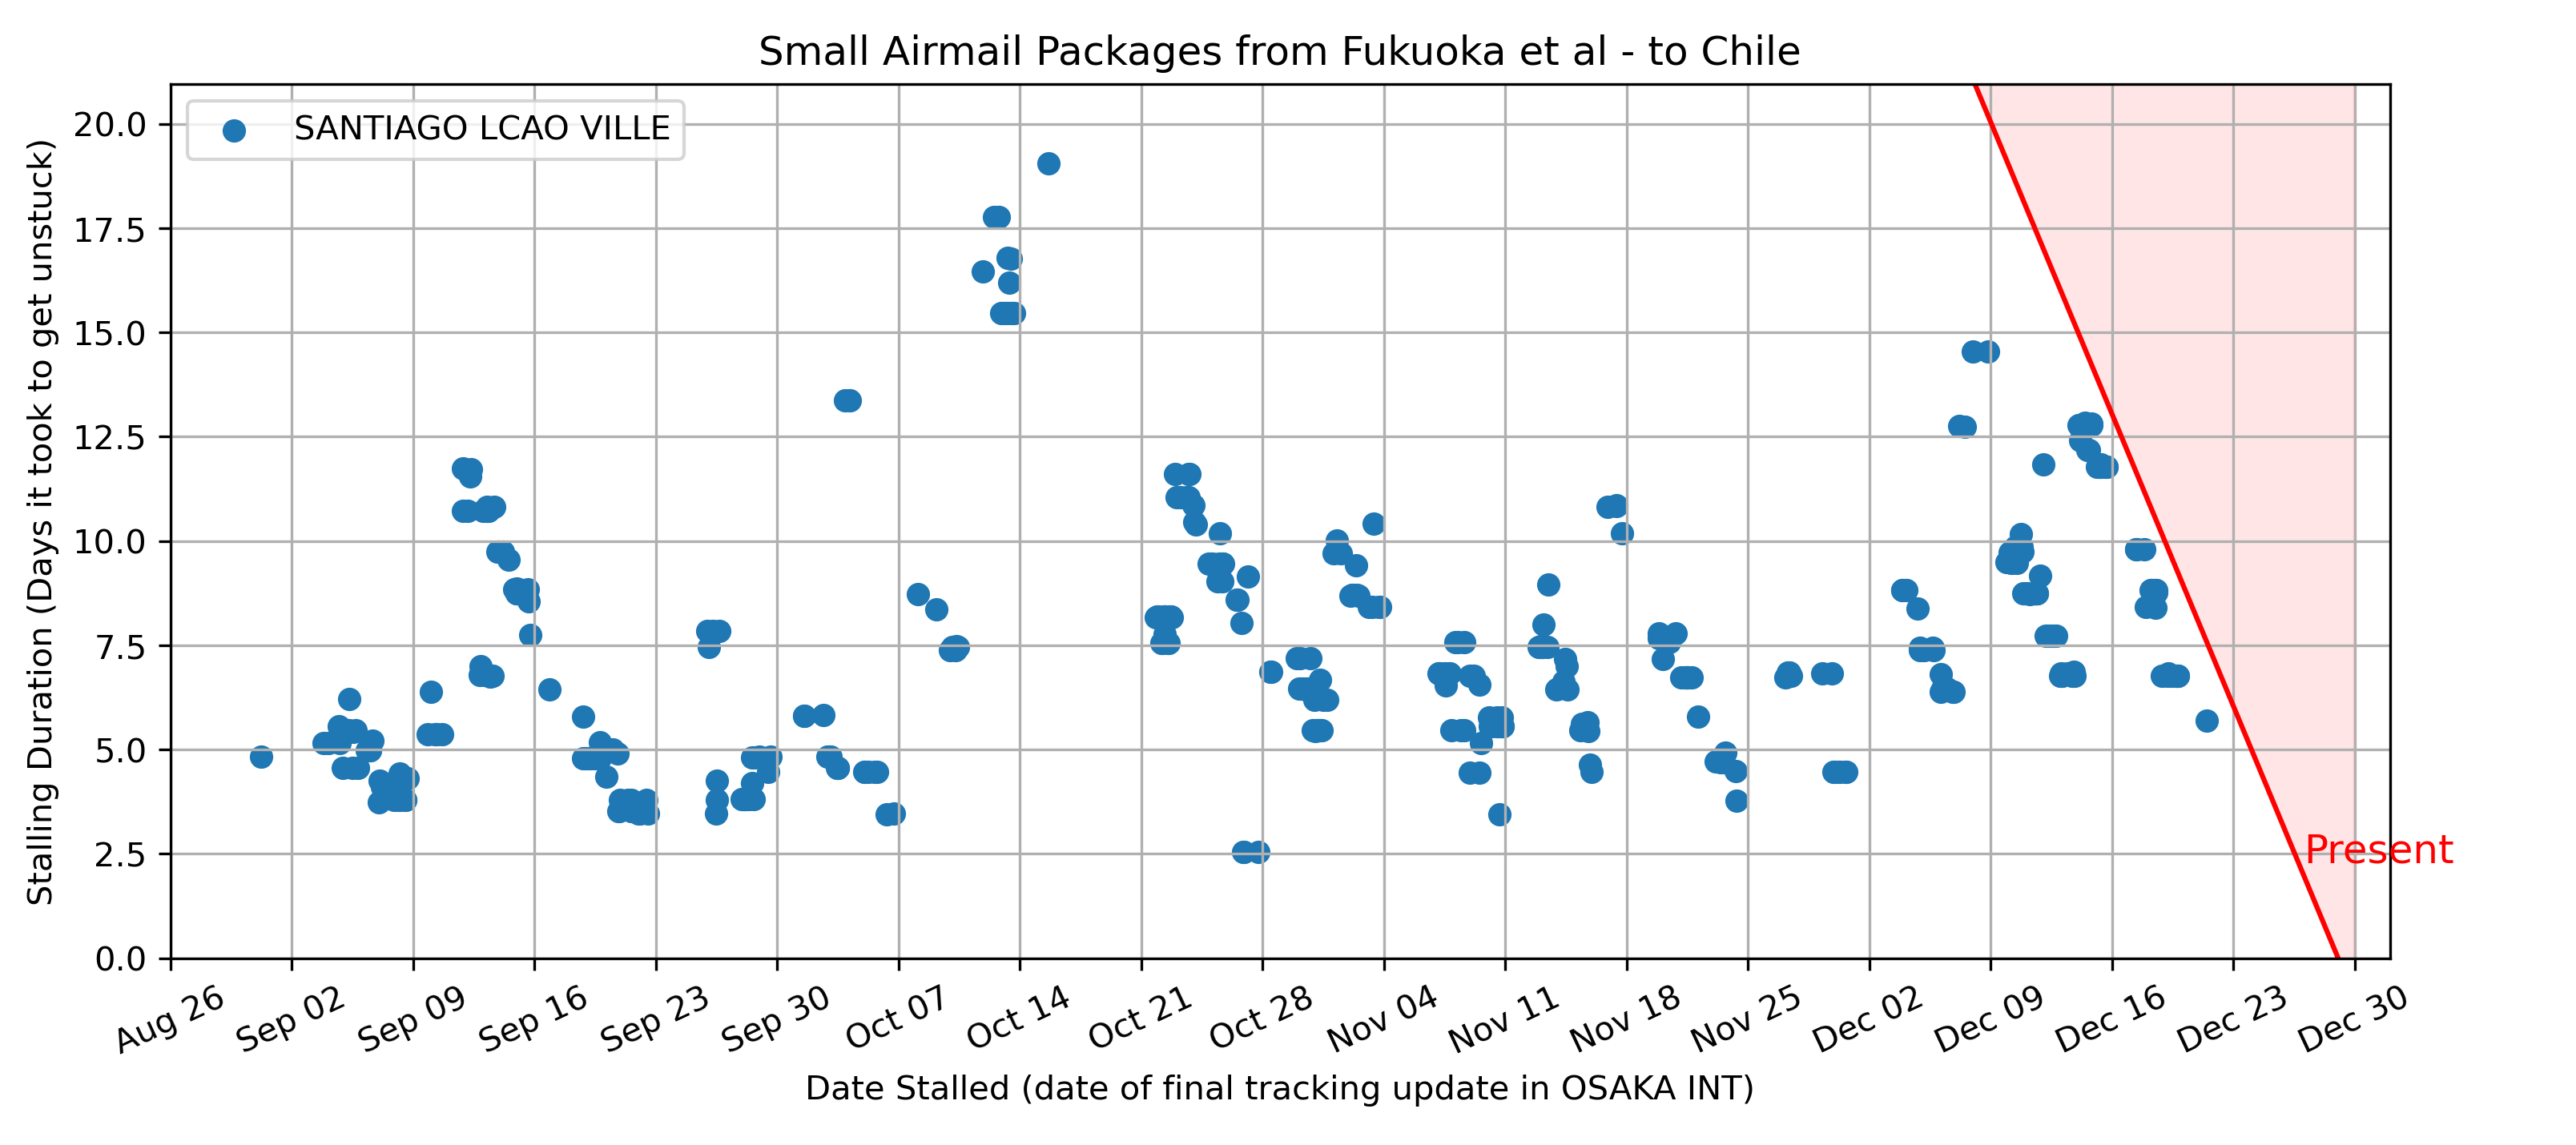 Small Airmail Packages from Fukuoka et al - to Chile
SANTIAGO LCAO VILLE
Stalling Duration (Days it took to get unstuck)
20.0
17.5
15.0
12.5
10.0
7.5
5.0
2.5
0.0
Present
Aug 26
Sep 02
Sep 09
Sep 16
Sep 23
Sep 30
Oct 07
Oct 14
Oct 21
Oct 28
Nov 04
Nov 11
Nov 18
Nov 25
Dec 02
Dec 09
Dec 16
Dec 23
Dec 30
Date Stalled (date of final tracking update in OSAKA INT)